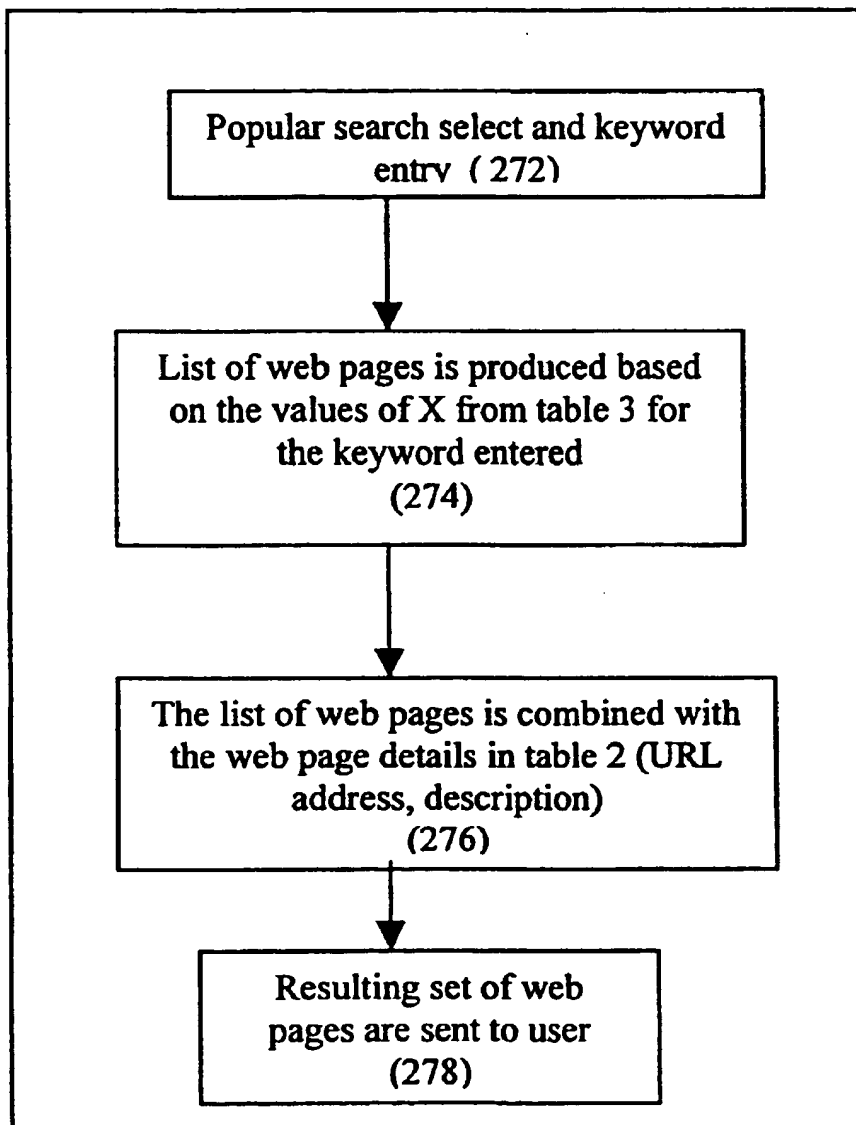 Popular search select and keyword
entry ( 272)
List of web pages is produced based
on the values of X from table 3 for
the keyword entered
(274)
The list of web pages is combined with
the web page details in table 2 (URL
address, description)
(276)
Resulting set of web
pages are sent to user
(278)